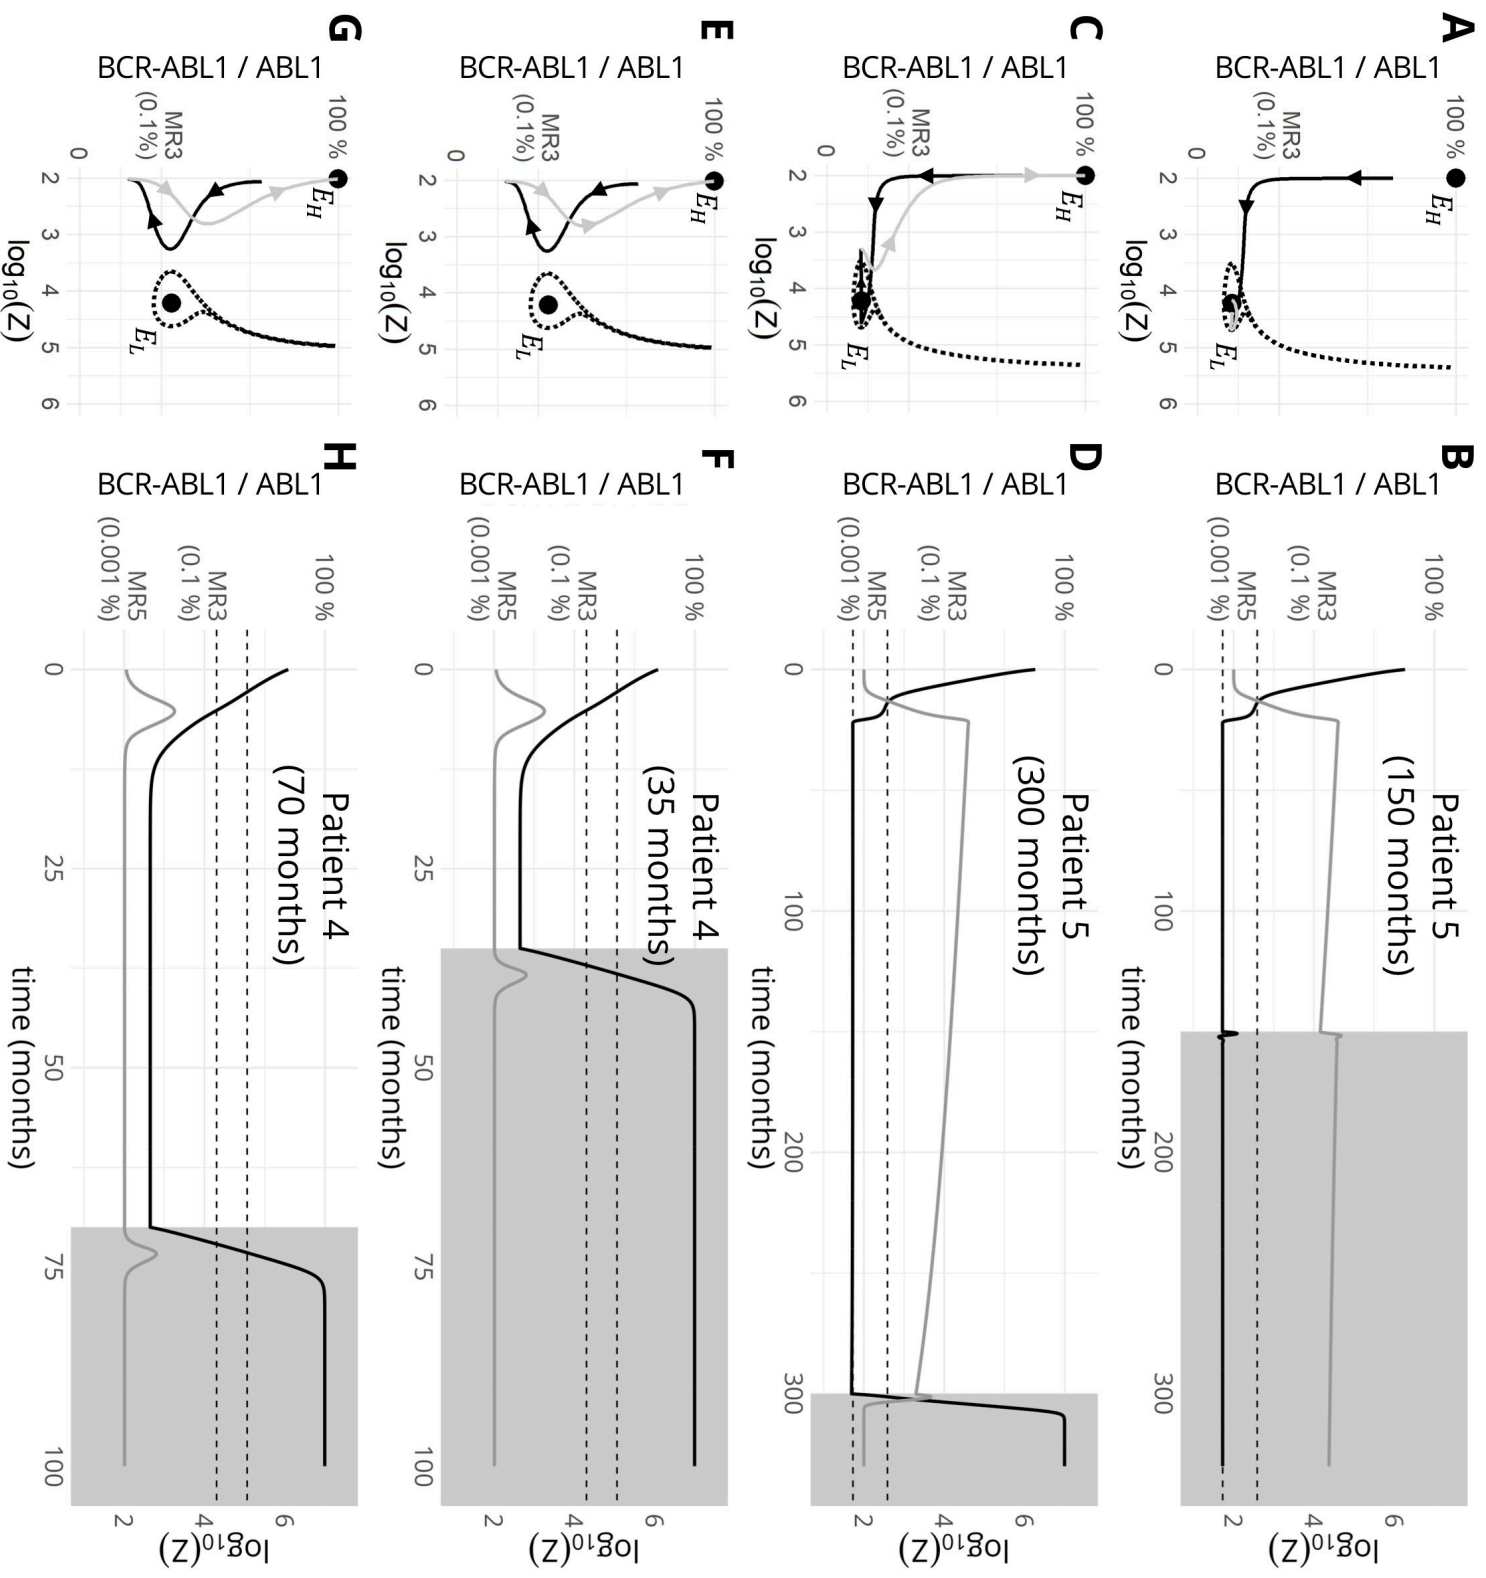 A
BCR-ABL1 / ABL1
100 %
MR3
(0.1%)
0
E_H
E_L
2 3 4 5 6
log10(Z)
B
BCR-ABL1 / ABL1
100 %
MR3
(0.1 %)
MR5
(0.001 %)
Patient 5
(150 months)
0 100 200 300
time (months)
2 4 6
log10(Z)
C
BCR-ABL1 / ABL1
100 %
MR3
(0.1%)
0
E_H
E_L
2 3 4 5 6
log10(Z)
D
BCR-ABL1 / ABL1
100 %
MR3
(0.1 %)
MR5
(0.001 %)
Patient 5
(300 months)
0 100 200 300
time (months)
2 4 6
log10(Z)
E
BCR-ABL1 / ABL1
100 %
MR3
(0.1%)
0
E_H
E_L
2 3 4 5 6
log10(Z)
F
BCR-ABL1 / ABL1
100 %
MR3
(0.1 %)
MR5
(0.001 %)
Patient 4
(35 months)
0 25 50 75 100
time (months)
2 4 6
log10(Z)
G
BCR-ABL1 / ABL1
100 %
MR3
(0.1%)
0
E_H
E_L
2 3 4 5 6
log10(Z)
H
BCR-ABL1 / ABL1
100 %
MR3
(0.1 %)
MR5
(0.001 %)
Patient 4
(70 months)
0 25 50 75 100
time (months)
2 4 6
log10(Z)